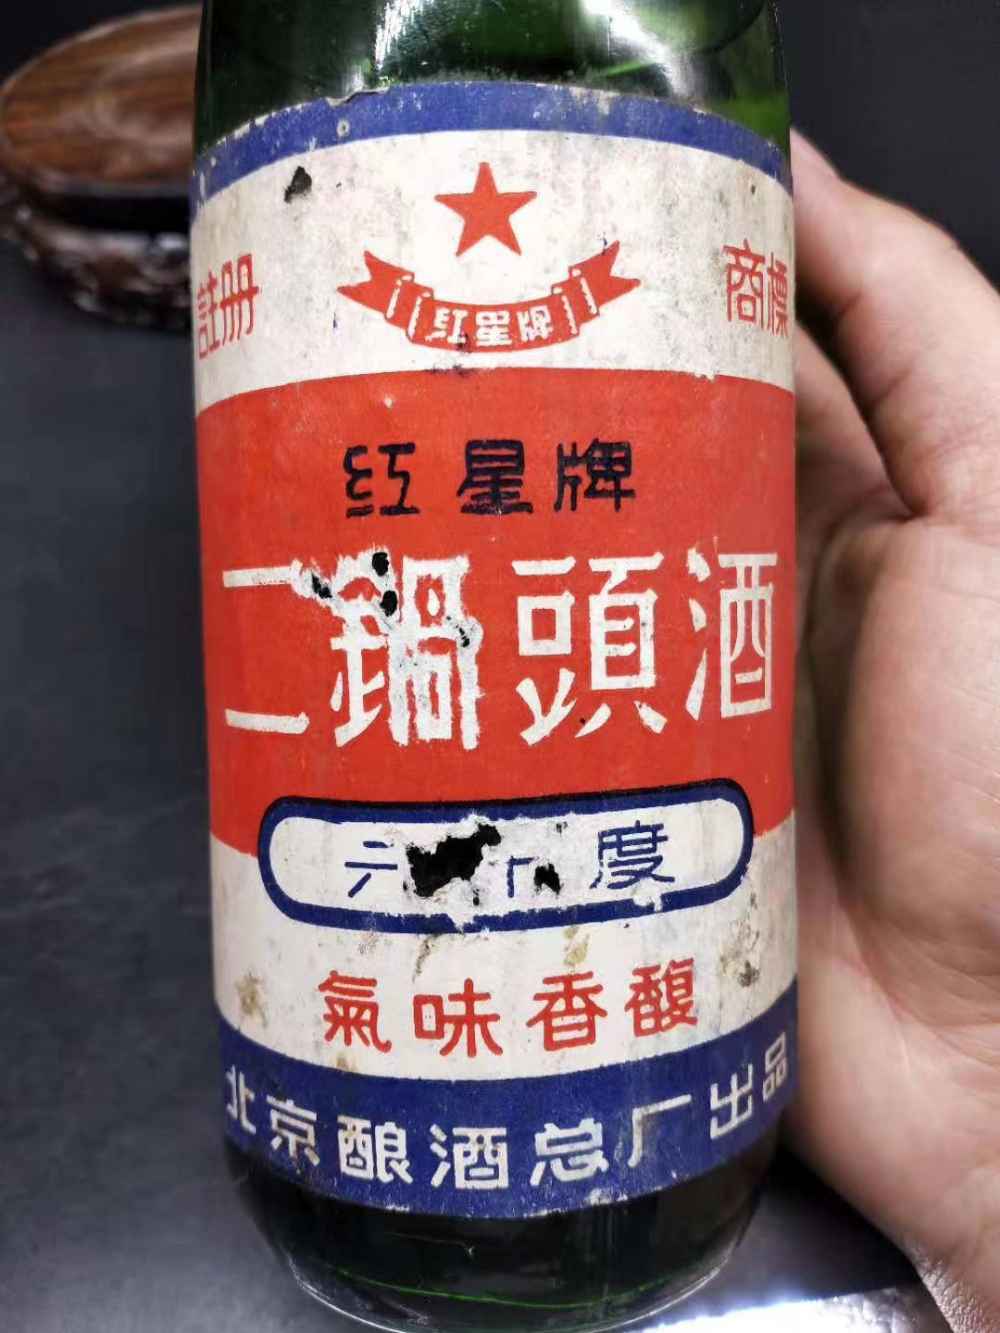 註册 商標
红星牌
红星牌
二鍋頭酒
度
氣味香馥
北京酿酒总厂出品